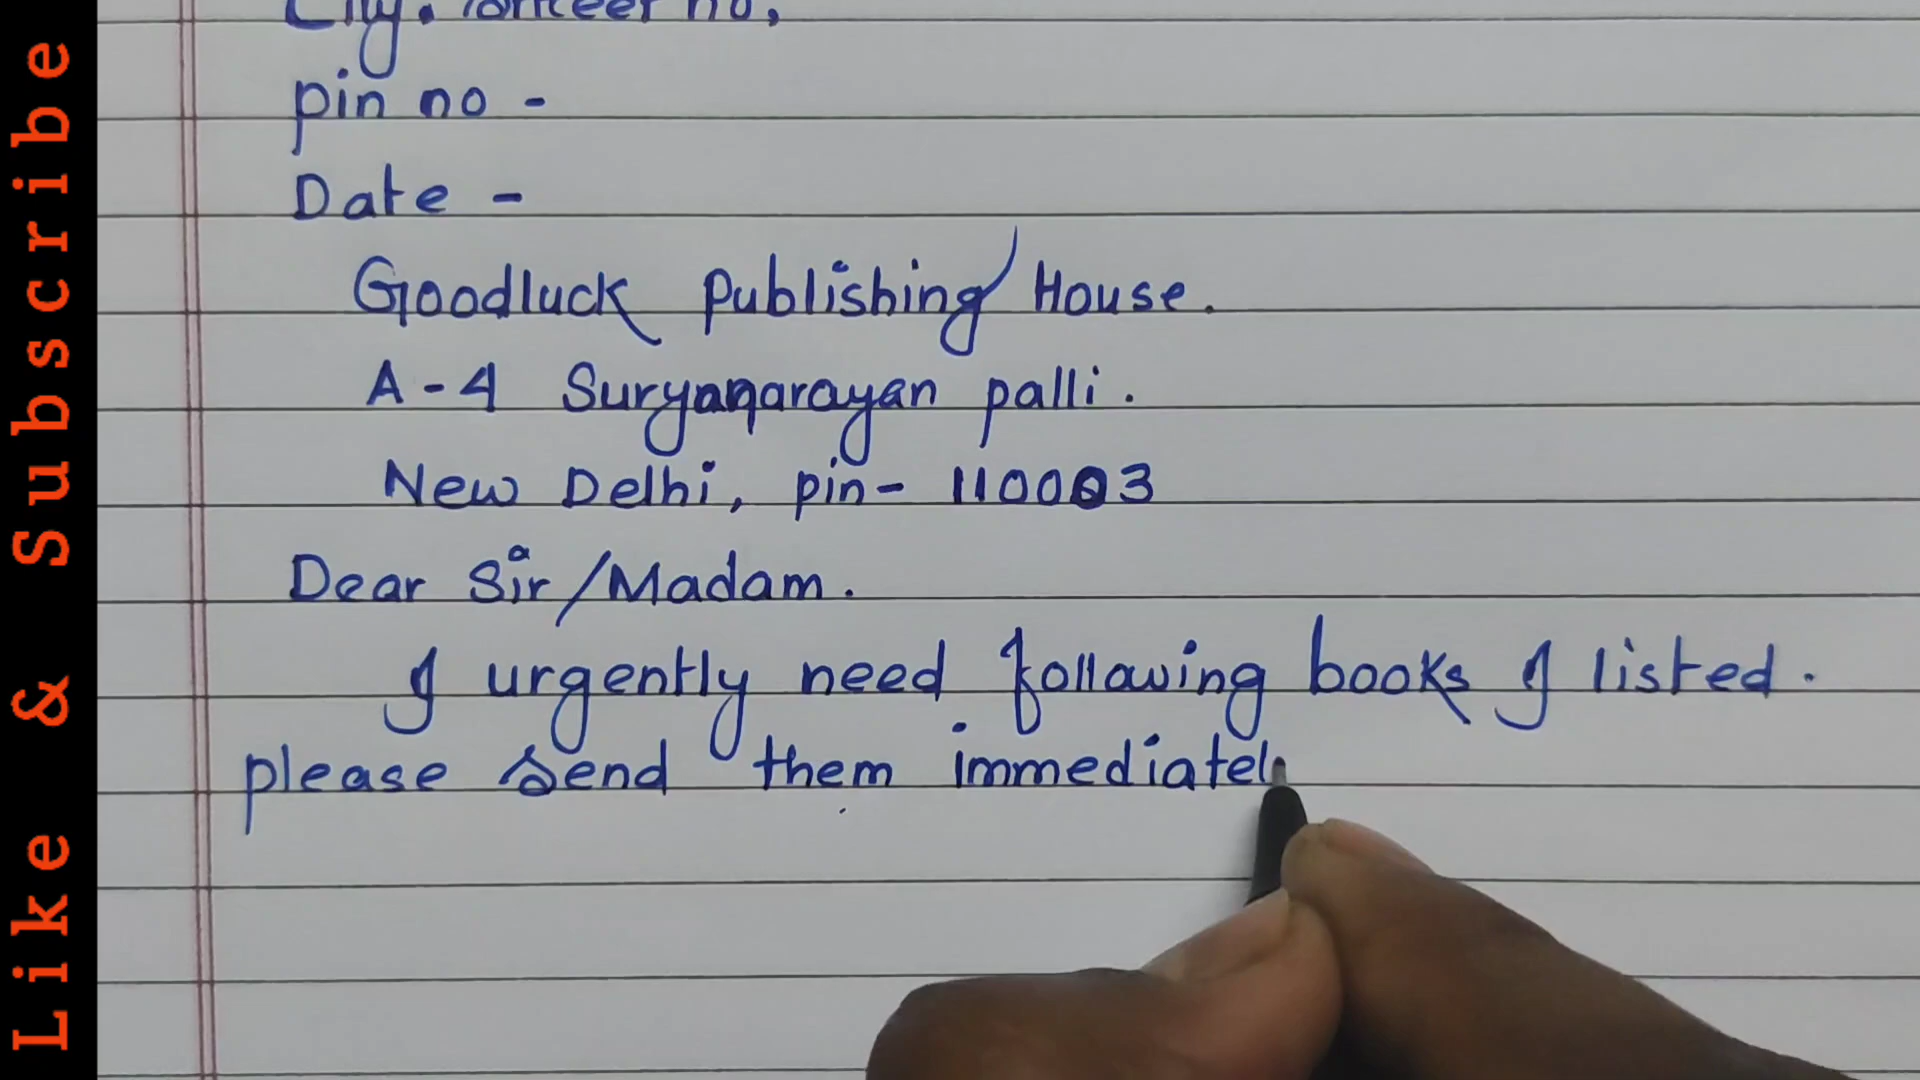 Like & Subscribe
City.
pin no -
Date -
Goodluck Publishing House.
A-4 Suryanarayan palli.
New Delhi, pin- 110003
Dear Sir/Madam.
I urgently need following books I listed.
please send them immediatel